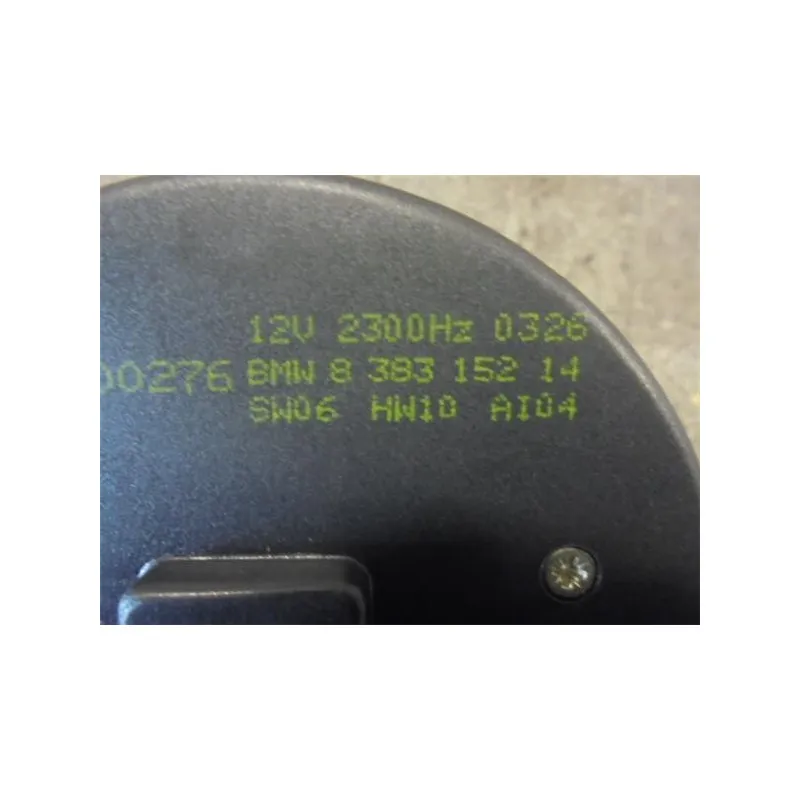 12V 2300Hz 0326
00276 BMW 8 383 152 14
SW06 HW10 AI04